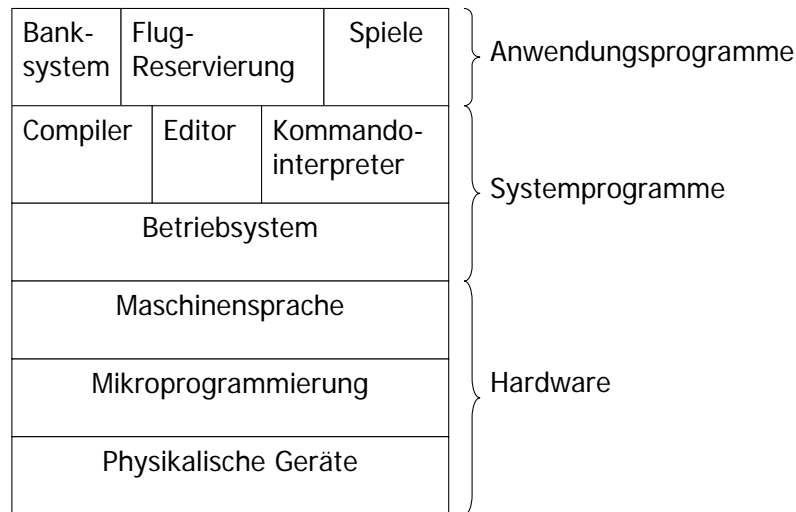 Bank-
system
Flug-
Reservierung
Spiele
Anwendungsprogramme
Compiler
Editor
Kommando-
interpreter
Systemprogramme
Betriebsystem
Maschinensprache
Mikroprogrammierung
Hardware
Physikalische Geräte